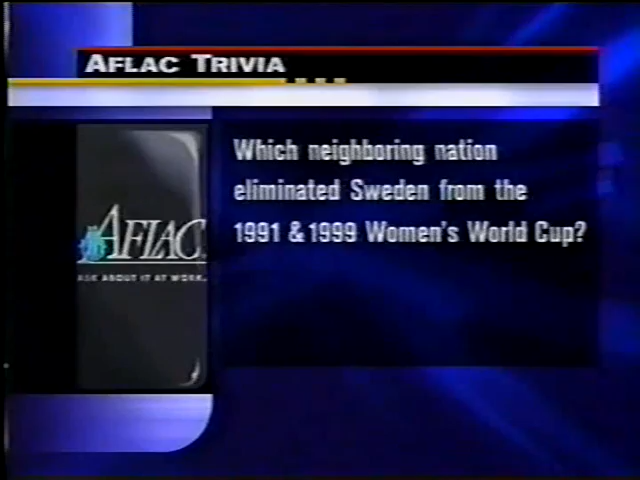 AFLAC TRIVIA
Which neighboring nation
eliminated Sweden from the
1991 & 1999 Women's World Cup?
AFLAC
ASK ABOUT IT AT WORK.